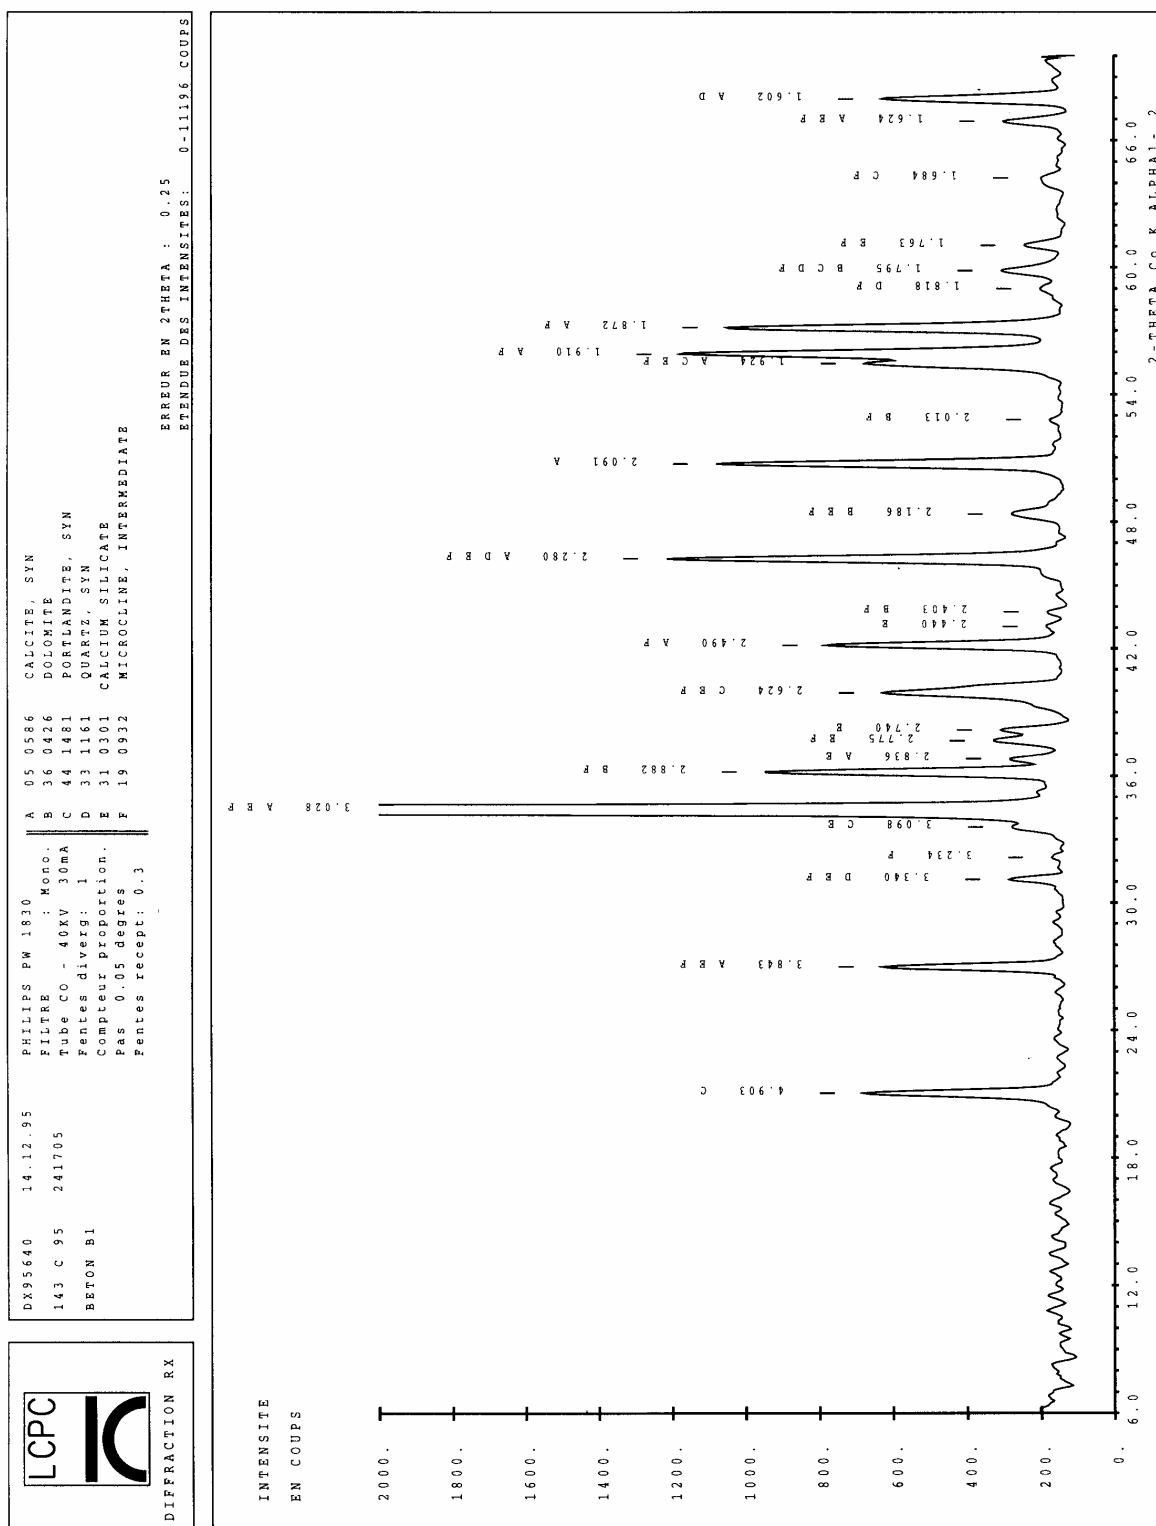 LCPC
DIFFRACTION RX
DX95640 14.12.95
143 C 95 241705
BETON B1
PHILIPS PW 1830
FILTRE : Mono.
Tube CO - 40KV 30mA
Fentes diverg: 1
Compteur proportion.
Pas 0.05 degres
Fentes recept: 0.3
A 05 0586 CALCITE, SYN
B 36 0426 DOLOMITE
C 44 1481 PORTLANDITE, SYN
D 33 1161 QUARTZ, SYN
E 31 0301 CALCIUM SILICATE
F 19 0932 MICROCLINE, INTERMEDIATE
ERREUR EN 2THETA : 0.25
ETENDUE DES INTENSITES: 0-11196 COUPS
INTENSITE
EN COUPS
2000.
1800.
1600.
1400.
1200.
1000.
800.
600.
400.
200.
0.
4.903 C
3.843 A E F
3.340 D E F
3.234 F
3.098 C E
3.028 A E F
2.882 B F
2.836 A E
2.775 E F
2.740 E
2.624 C E F
2.490 A F
2.440 E
2.403 B F
2.280 A D E F
2.186 B E F
2.091 A
2.013 B F
1.924 A C E F
1.910 A F
1.872 A F
1.818 D F
1.795 B C D F
1.763 E F
1.684 C F
1.624 A E F
1.602 A D
6.0 12.0 18.0 24.0 30.0 36.0 42.0 48.0 54.0 60.0 66.0
2-THETA Co K ALPHA1- 2